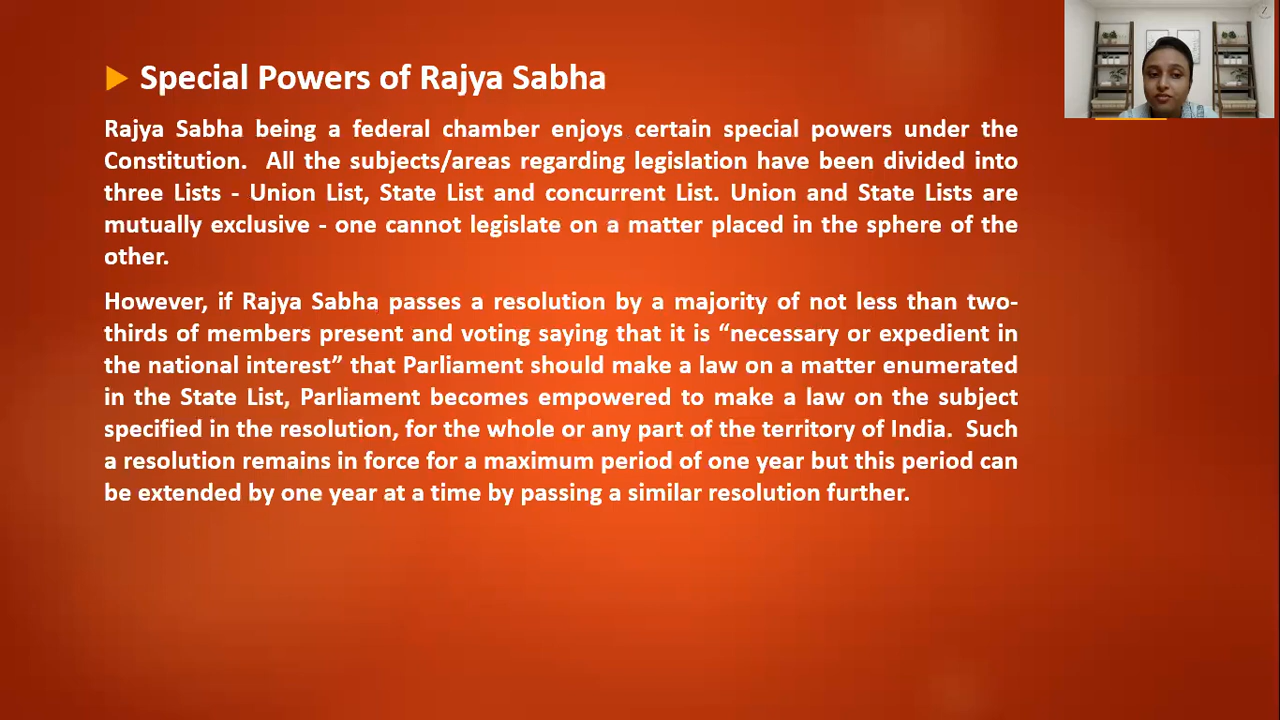 Special Powers of Rajya Sabha
Rajya Sabha being a federal chamber enjoys certain special powers under the
Constitution.  All the subjects/areas regarding legislation have been divided into
three Lists - Union List, State List and concurrent List. Union and State Lists are
mutually exclusive - one cannot legislate on a matter placed in the sphere of the
other.
However, if Rajya Sabha passes a resolution by a majority of not less than two-
thirds of members present and voting saying that it is “necessary or expedient in
the national interest” that Parliament should make a law on a matter enumerated
in the State List, Parliament becomes empowered to make a law on the subject
specified in the resolution, for the whole or any part of the territory of India.  Such
a resolution remains in force for a maximum period of one year but this period can
be extended by one year at a time by passing a similar resolution further.